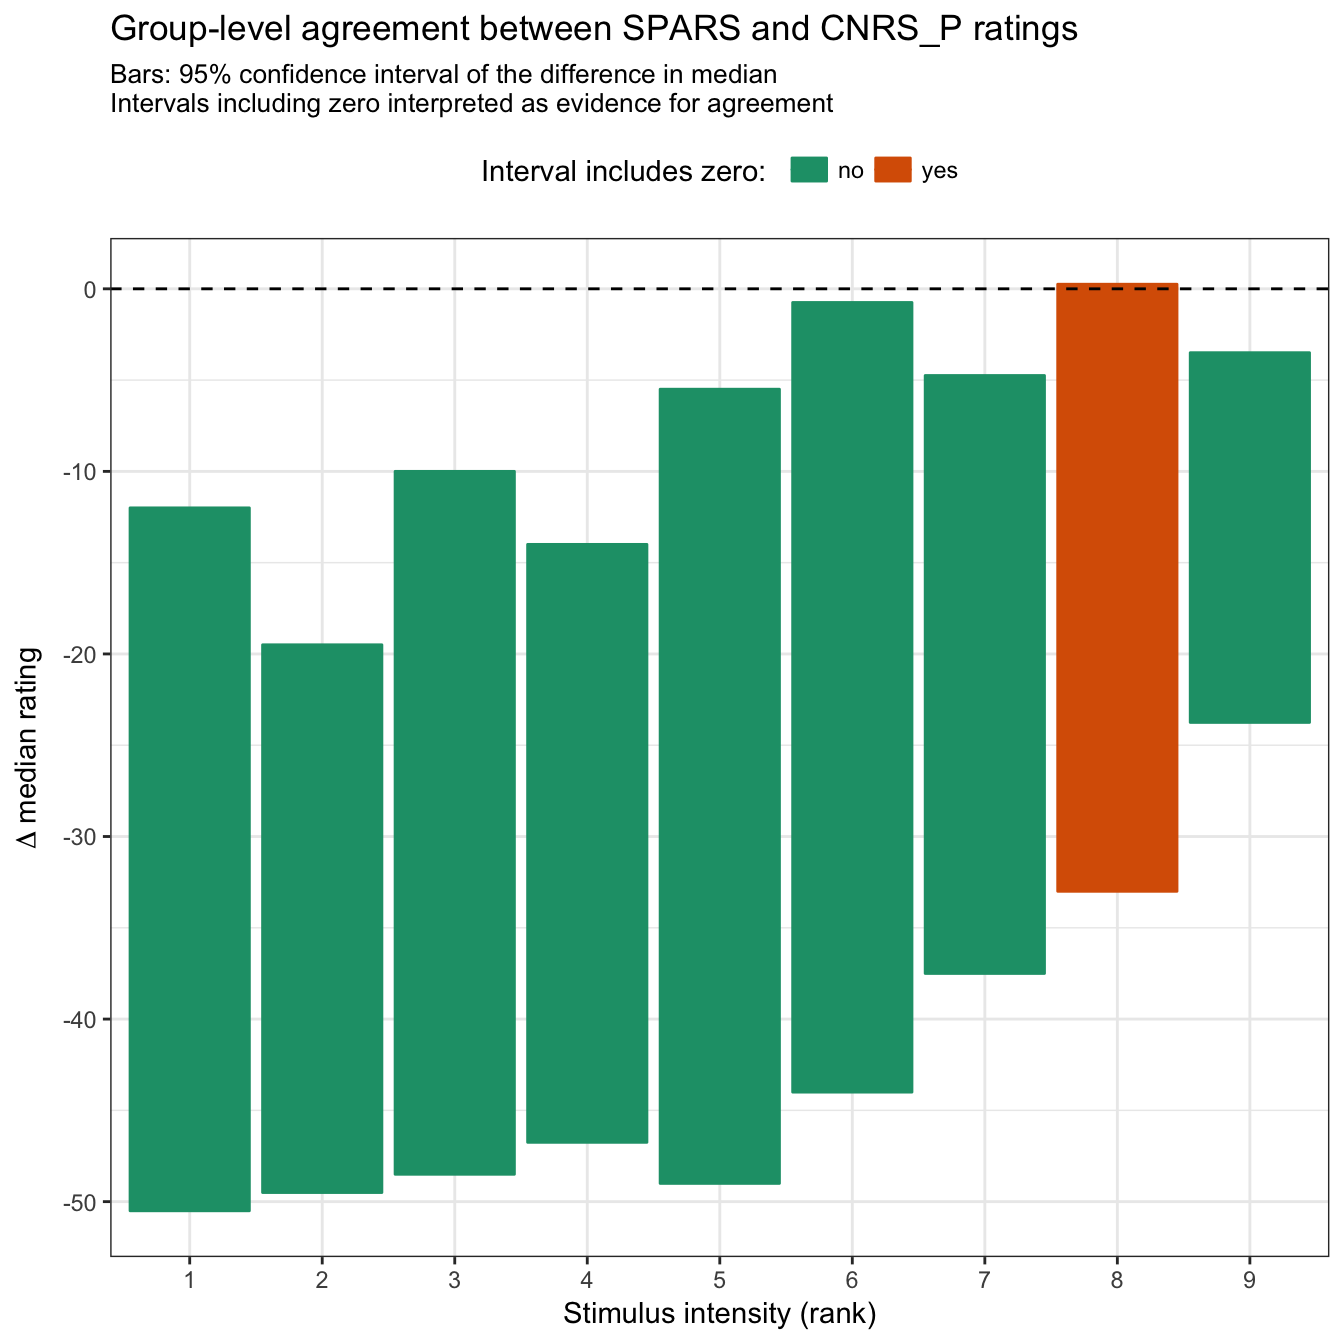 Group-level agreement between SPARS and CNRS_P ratings
Bars: 95% confidence interval of the difference in median
Intervals including zero interpreted as evidence for agreement
Interval includes zero: no yes
0
-10
-20
-30
-40
-50
Δ median rating
1 2 3 4 5 6 7 8 9
Stimulus intensity (rank)